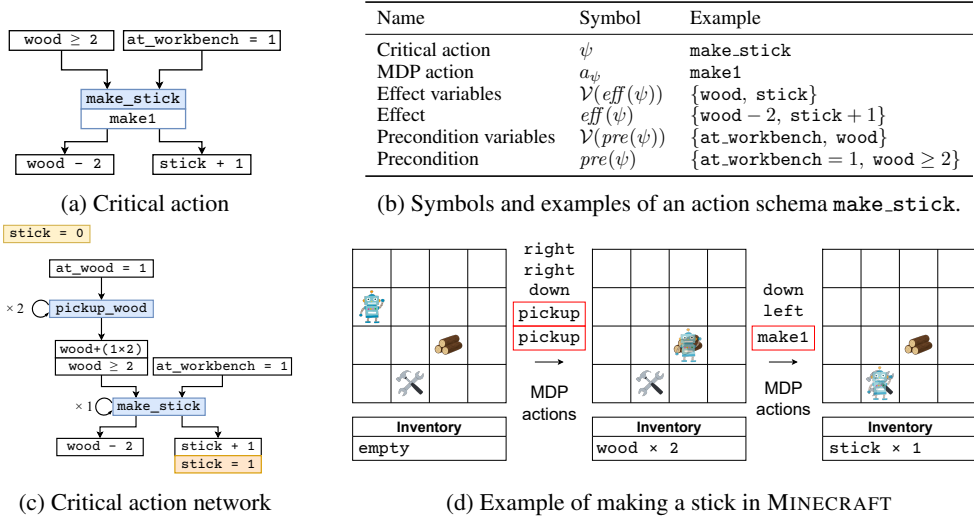 wood ≥ 2
at_workbench = 1
make_stick
make1
wood - 2
stick + 1
(a) Critical action
Name Symbol Example
Critical action ψ make_stick
MDP action a_ψ make1
Effect variables 𝒱(eff(ψ)) {wood, stick}
Effect eff(ψ) {wood − 2, stick + 1}
Precondition variables 𝒱(pre(ψ)) {at_workbench, wood}
Precondition pre(ψ) {at_workbench = 1, wood ≥ 2}
(b) Symbols and examples of an action schema make_stick.
stick = 0
at_wood = 1
× 2
pickup_wood
wood+(1×2)
wood ≥ 2
at_workbench = 1
× 1
make_stick
wood - 2
stick + 1
stick = 1
(c) Critical action network
right
right
down
pickup
pickup
MDP
actions
down
left
make1
MDP
actions
Inventory
empty
Inventory
wood × 2
Inventory
stick × 1
(d) Example of making a stick in MINECRAFT